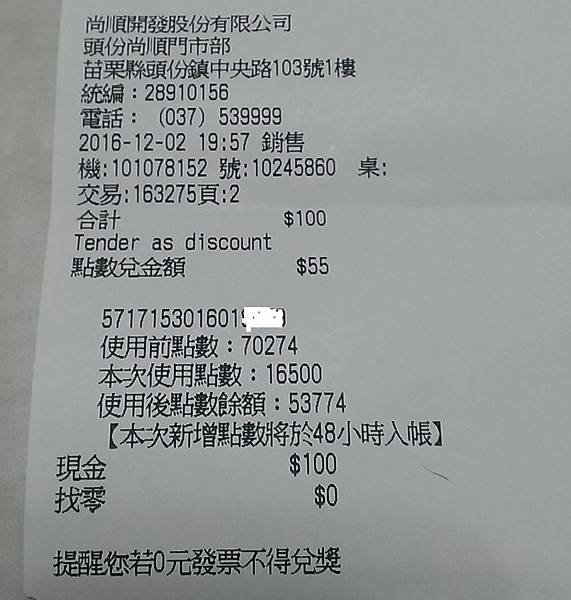 尚順開發股份有限公司
頭份尚順門市部
苗栗縣頭份鎮中央路103號1樓
統編：28910156
電話： (037) 539999
2016-12-02 19:57 銷售
機:101078152 號:10245860 桌:
交易:163275頁:2
合計 $100
Tender as discount
點數兌金額 $55
5717153016019
使用前點數：70274
本次使用點數：16500
使用後點數餘額：53774
【本次新增點數將於48小時入帳】
現金 $100
找零 $0
提醒您若0元發票不得兌獎